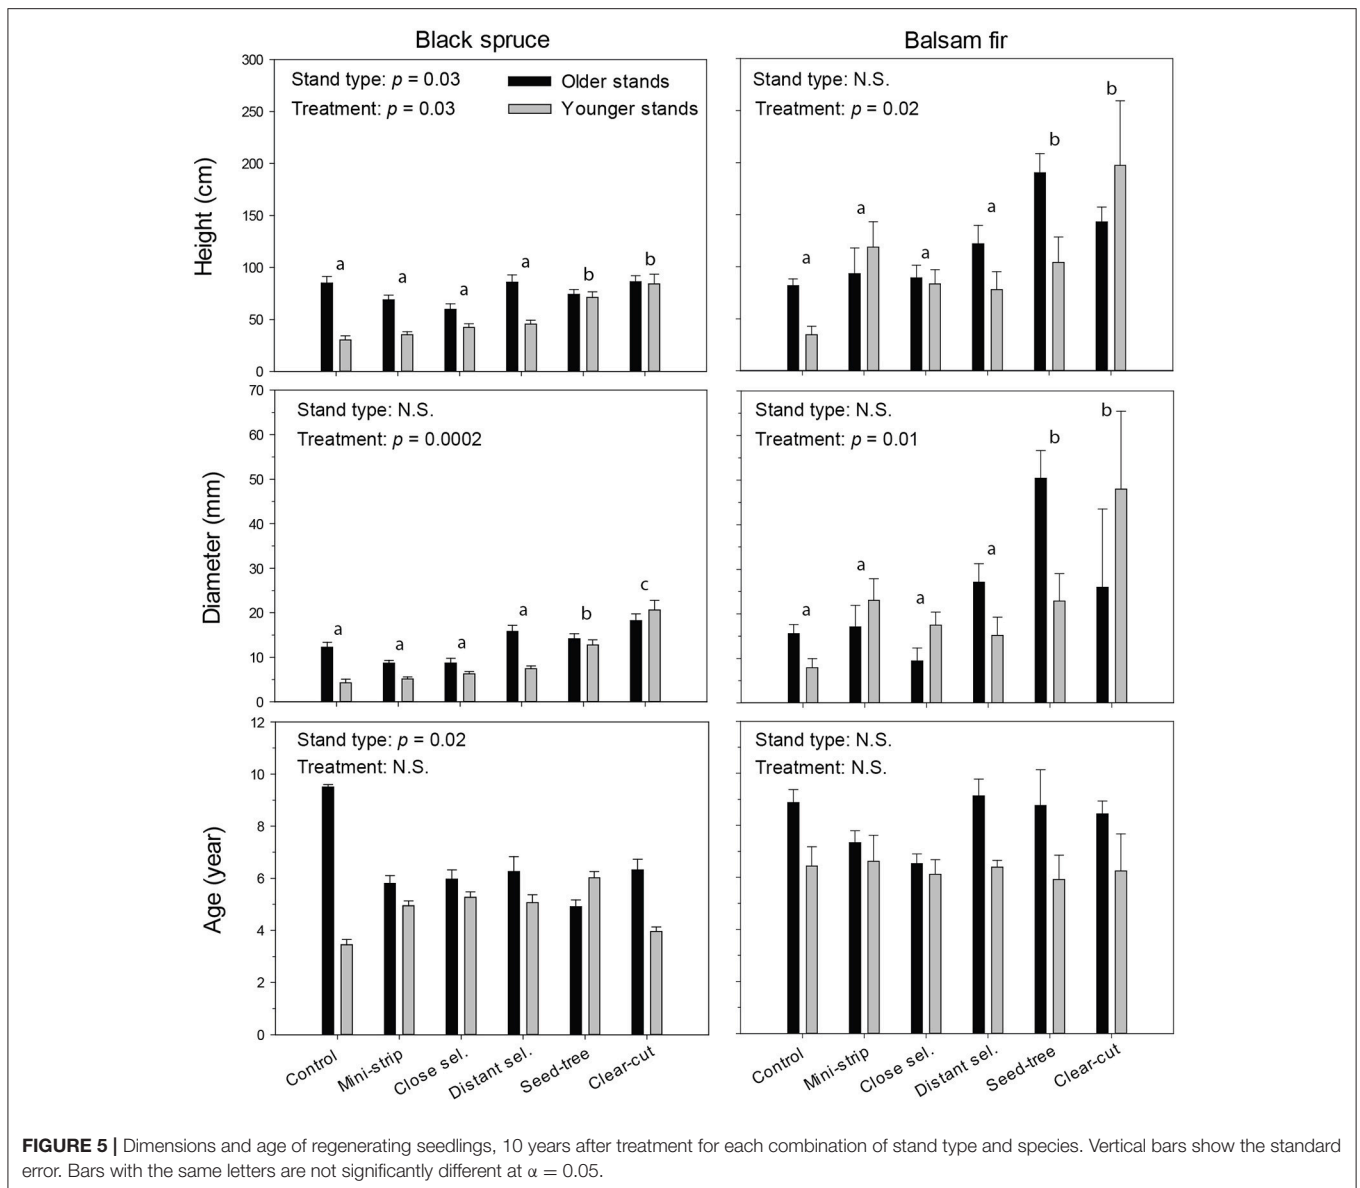 Black spruce
Balsam fir
Height (cm)
300
250
200
150
100
50
0
Stand type: p = 0.03
Treatment: p = 0.03
Older stands
Younger stands
a
a
a
a
b
b
Stand type: N.S.
Treatment: p = 0.02
a
a
a
a
b
b
Diameter (mm)
70
60
50
40
30
20
10
0
Stand type: N.S.
Treatment: p = 0.0002
a
a
a
a
b
c
Stand type: N.S.
Treatment: p = 0.01
a
a
a
a
b
b
Age (year)
12
10
8
6
4
2
0
Stand type: p = 0.02
Treatment: N.S.
Stand type: N.S.
Treatment: N.S.
Control
Mini-strip
Close sel.
Distant sel.
Seed-tree
Clear-cut
Control
Mini-strip
Close sel.
Distant sel.
Seed-tree
Clear-cut
FIGURE 5 | Dimensions and age of regenerating seedlings, 10 years after treatment for each combination of stand type and species. Vertical bars show the standard
error. Bars with the same letters are not significantly different at α = 0.05.